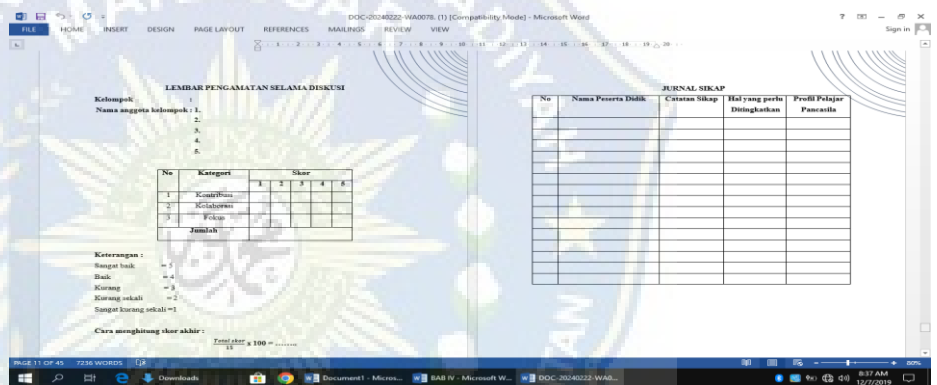 DOC-20240222-WA0078. (1) [Compatibility Mode] - Microsoft Word
FILE HOME INSERT DESIGN PAGE LAYOUT REFERENCES MAILINGS REVIEW VIEW Sign in
LEMBAR PENGAMATAN SELAMA DISKUSI
Kelompok :
Nama anggota kelompok : 1.
2.
3.
4.
5.
No Kategori Skor
1 2 3 4 5
1 Kontribusi
2 Kolaborasi
3 Fokus
Jumlah
Keterangan :
Sangat baik = 5
Baik = 4
Kurang = 3
Kurang sekali = 2
Sangat kurang sekali =1
Cara menghitung skor akhir :
Total skor
15
x 100 = ........
JURNAL SIKAP
No Nama Peserta Didik Catatan Sikap Hal yang perlu Profil Pelajar
Ditingkatkan Pancasila
PAGE 11 OF 45 7236 WORDS 80%
Downloads Document1 - Micros... BAB IV - Microsoft W... DOC-20240222-WA0...
8:37 AM
12/7/2019